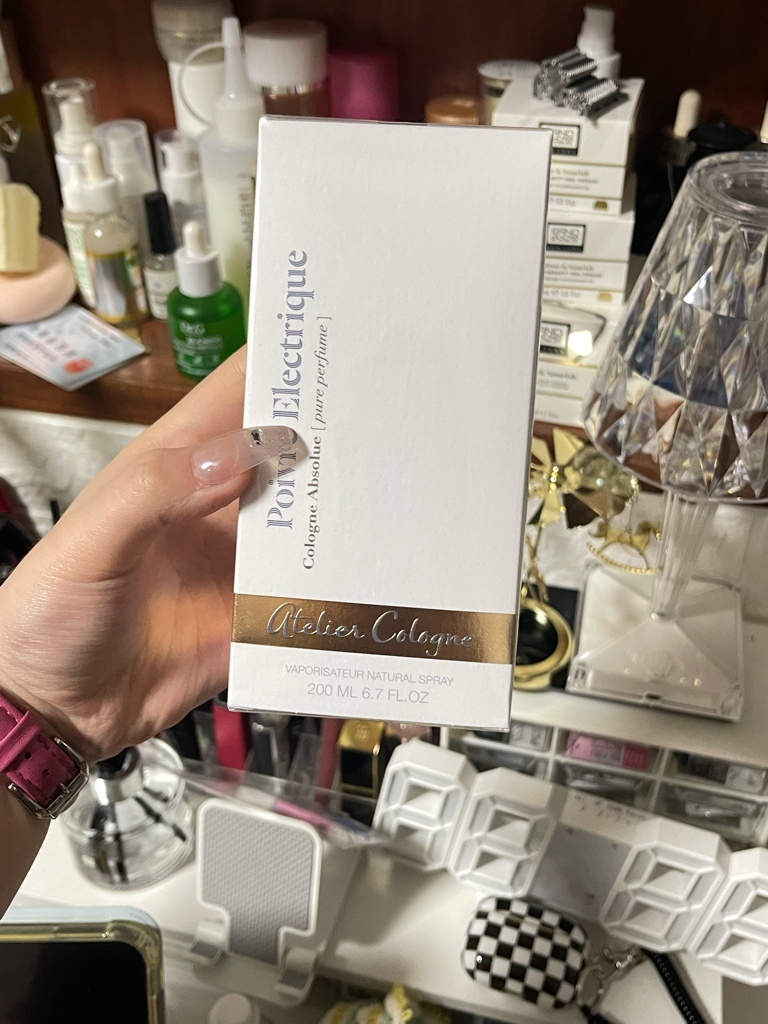 Poivre Electrique
Cologne Absolue [pure perfume]
Atelier Cologne
VAPORISATEUR NATURAL SPRAY
200 ML 6.7 FL.OZ